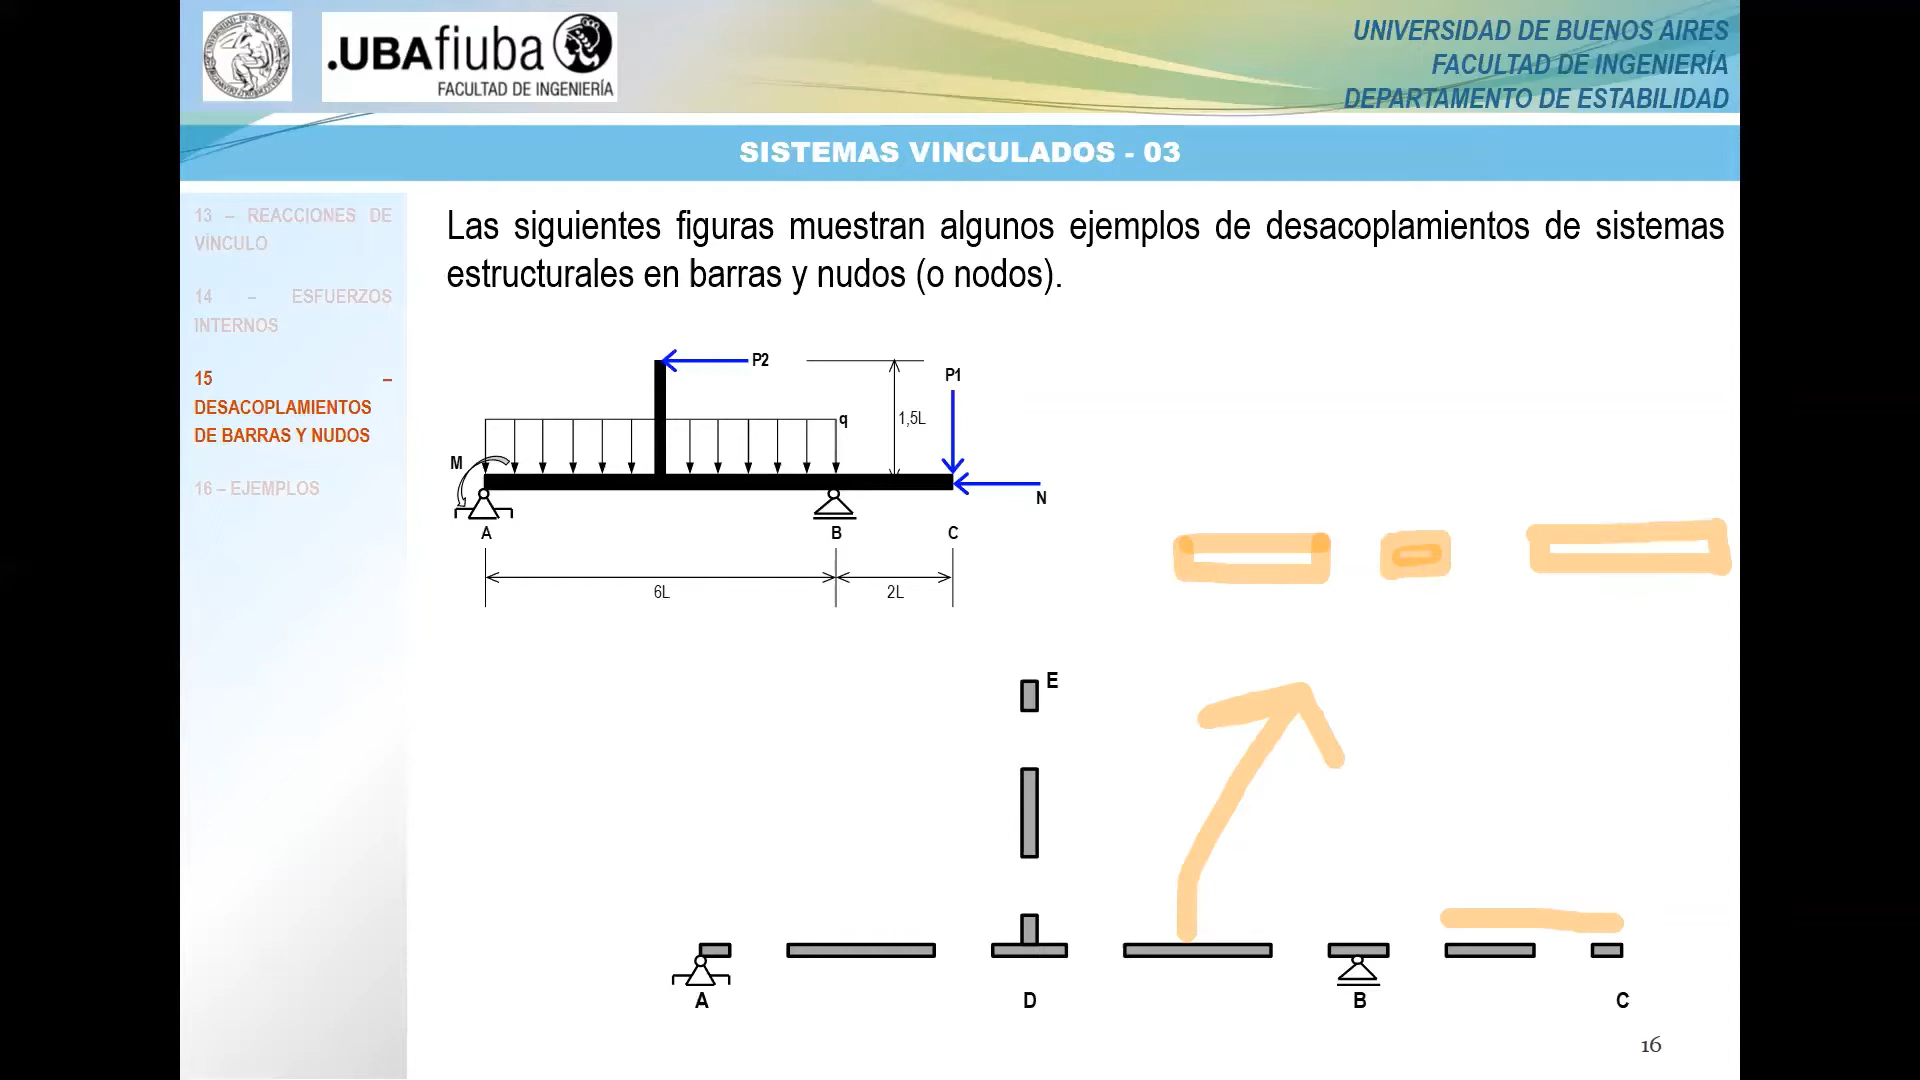 .UBAfiuba
FACULTAD DE INGENIERÍA
UNIVERSIDAD DE BUENOS AIRES
FACULTAD DE INGENIERÍA
DEPARTAMENTO DE ESTABILIDAD
SISTEMAS VINCULADOS - 03
13 – REACCIONES DE
VÍNCULO
14 – ESFUERZOS
INTERNOS
15 –
DESACOPLAMIENTOS
DE BARRAS Y NUDOS
16 – EJEMPLOS
Las siguientes figuras muestran algunos ejemplos de desacoplamientos de sistemas
estructurales en barras y nudos (o nodos).
P2
P1
q
1,5L
M
N
A
B
C
6L
2L
E
A
D
B
C
16